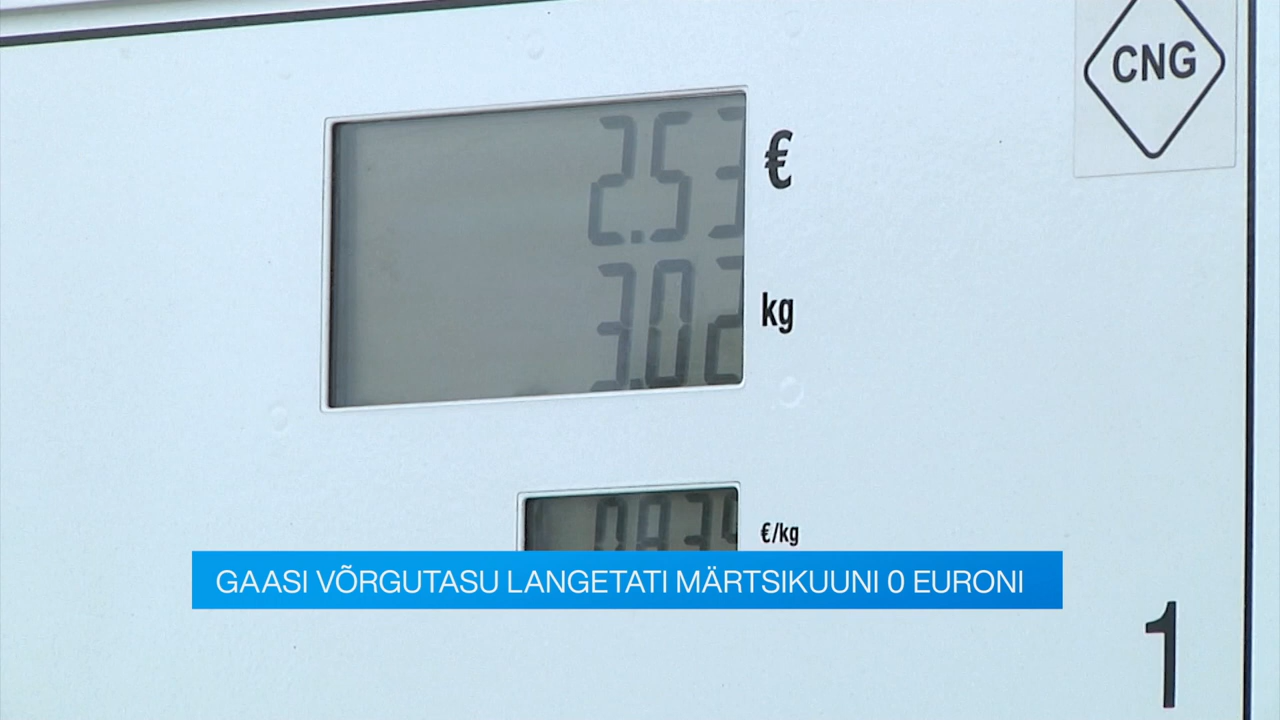 CNG
2.53 €
3.02 kg
€/kg
GAASI VÕRGUTASU LANGETATI MÄRTSIKUUNI 0 EURONI
1